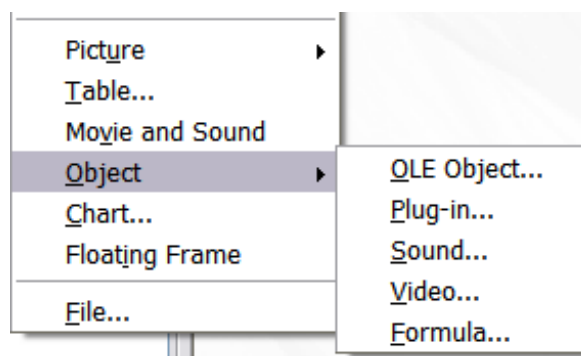 Picture
Table...
Movie and Sound
Object
Chart...
Floating Frame
File...
OLE Object...
Plug-in...
Sound...
Video...
Formula...